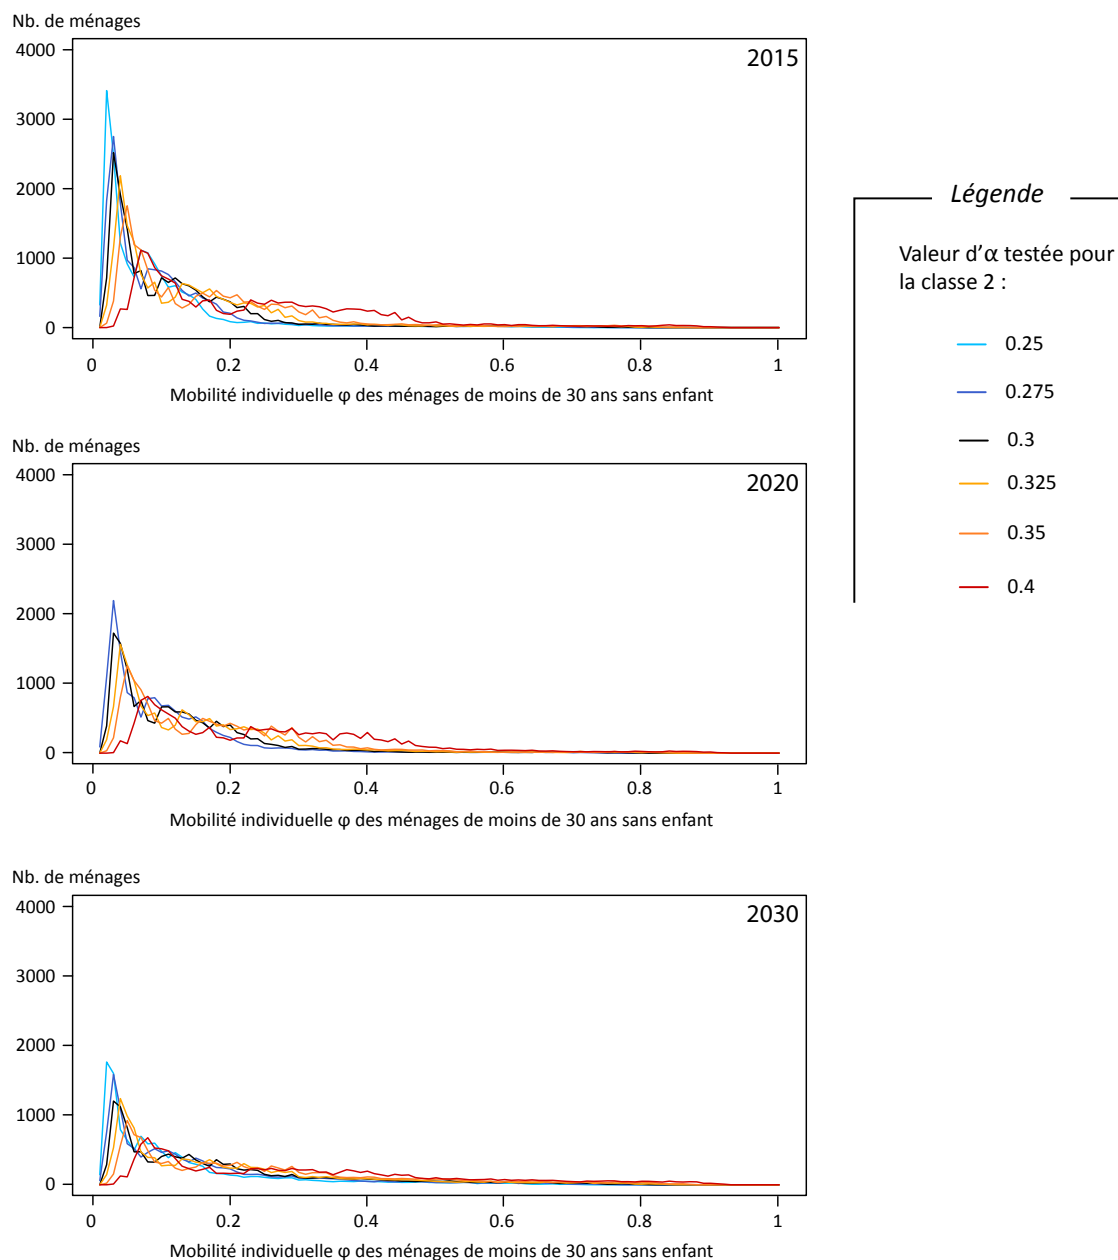 Nb. de ménages
2015
4000
3000
2000
1000
0
0 0.2 0.4 0.6 0.8 1
Mobilité individuelle φ des ménages de moins de 30 ans sans enfant
Légende
Valeur d'α testée pour
la classe 2 :
0.25
0.275
0.3
0.325
0.35
0.4
Nb. de ménages
2020
4000
3000
2000
1000
0
0 0.2 0.4 0.6 0.8 1
Mobilité individuelle φ des ménages de moins de 30 ans sans enfant
Nb. de ménages
2030
4000
3000
2000
1000
0
0 0.2 0.4 0.6 0.8 1
Mobilité individuelle φ des ménages de moins de 30 ans sans enfant